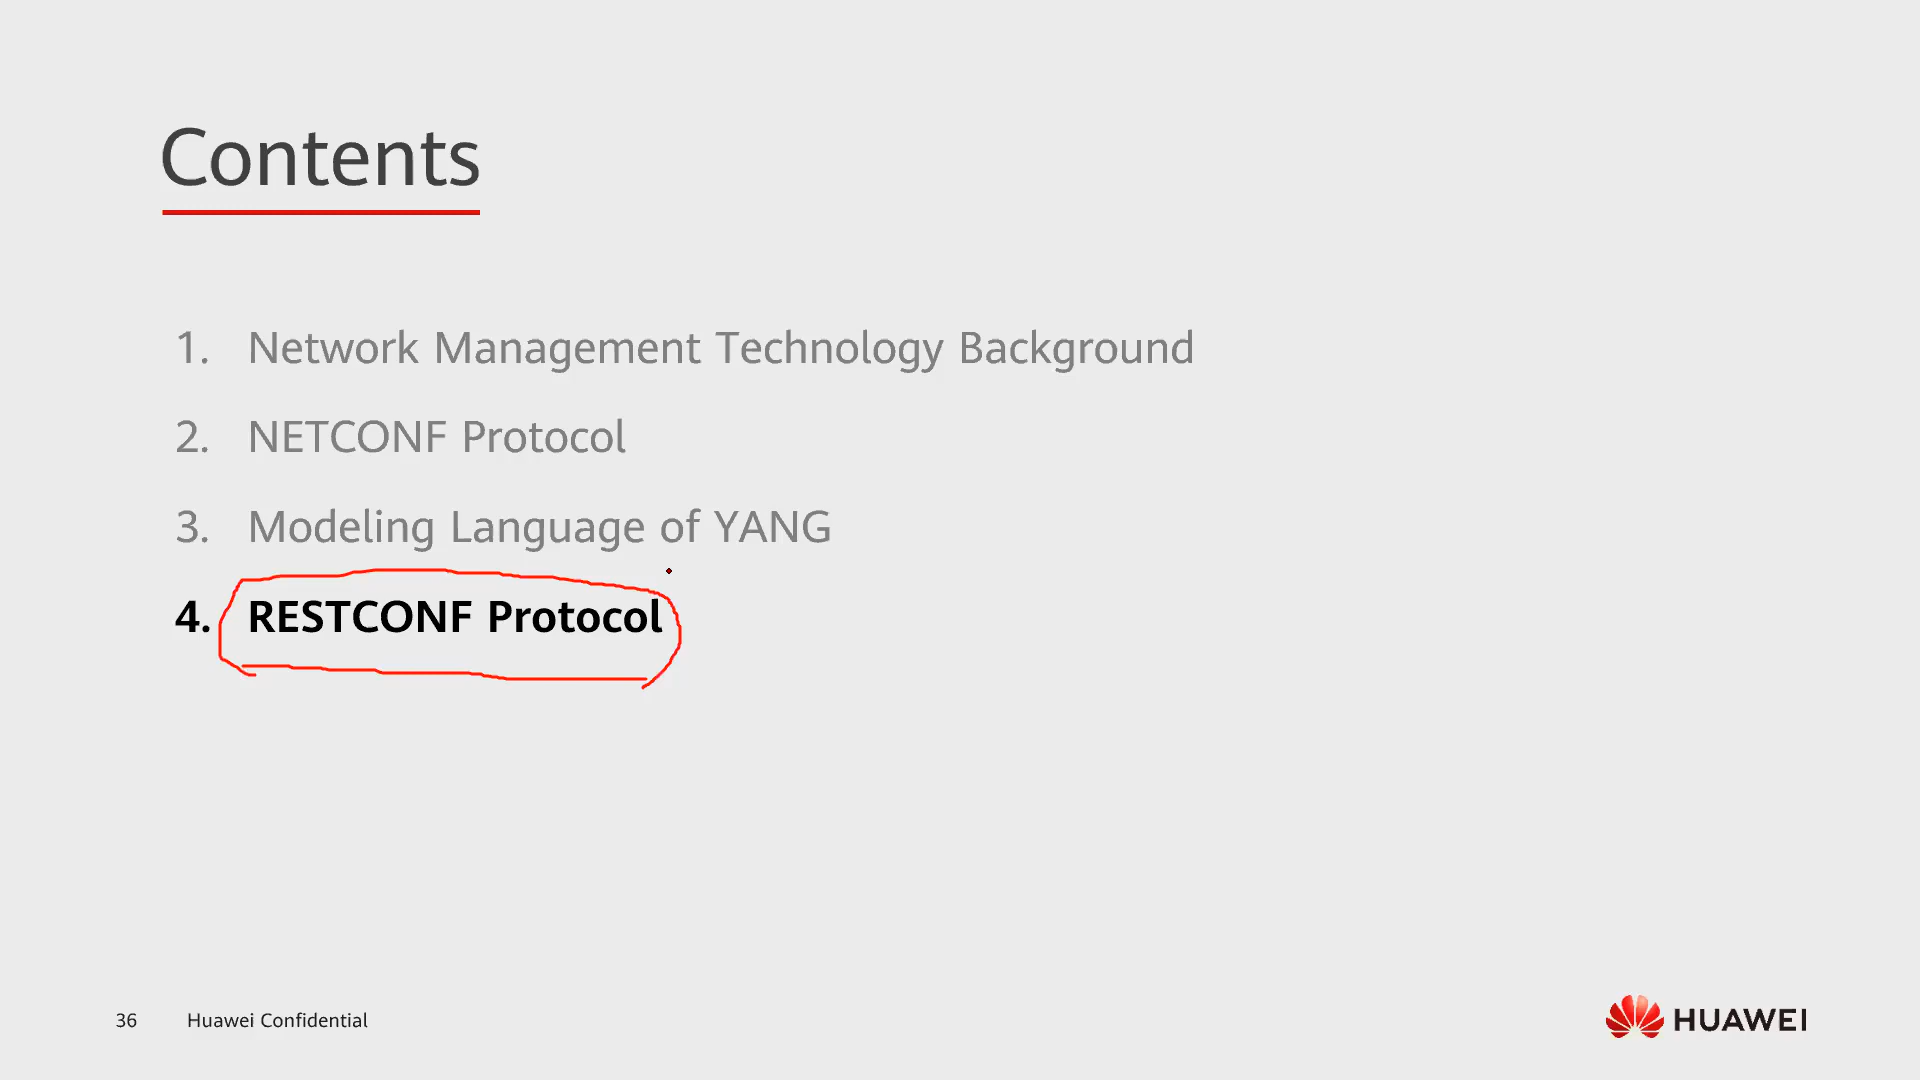 Contents
1. Network Management Technology Background
2. NETCONF Protocol
3. Modeling Language of YANG
4. RESTCONF Protocol
36 Huawei Confidential
HUAWEI